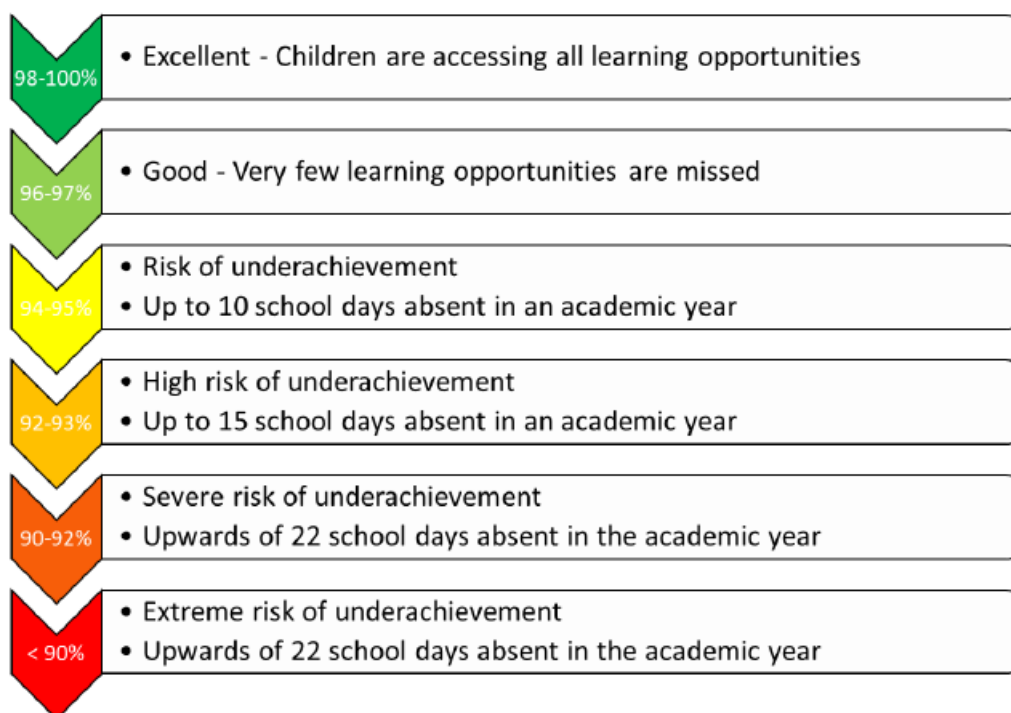 98-100%
• Excellent - Children are accessing all learning opportunities
96-97%
• Good - Very few learning opportunities are missed
94-95%
• Risk of underachievement
• Up to 10 school days absent in an academic year
92-93%
• High risk of underachievement
• Up to 15 school days absent in an academic year
90-92%
• Severe risk of underachievement
• Upwards of 22 school days absent in the academic year
< 90%
• Extreme risk of underachievement
• Upwards of 22 school days absent in the academic year